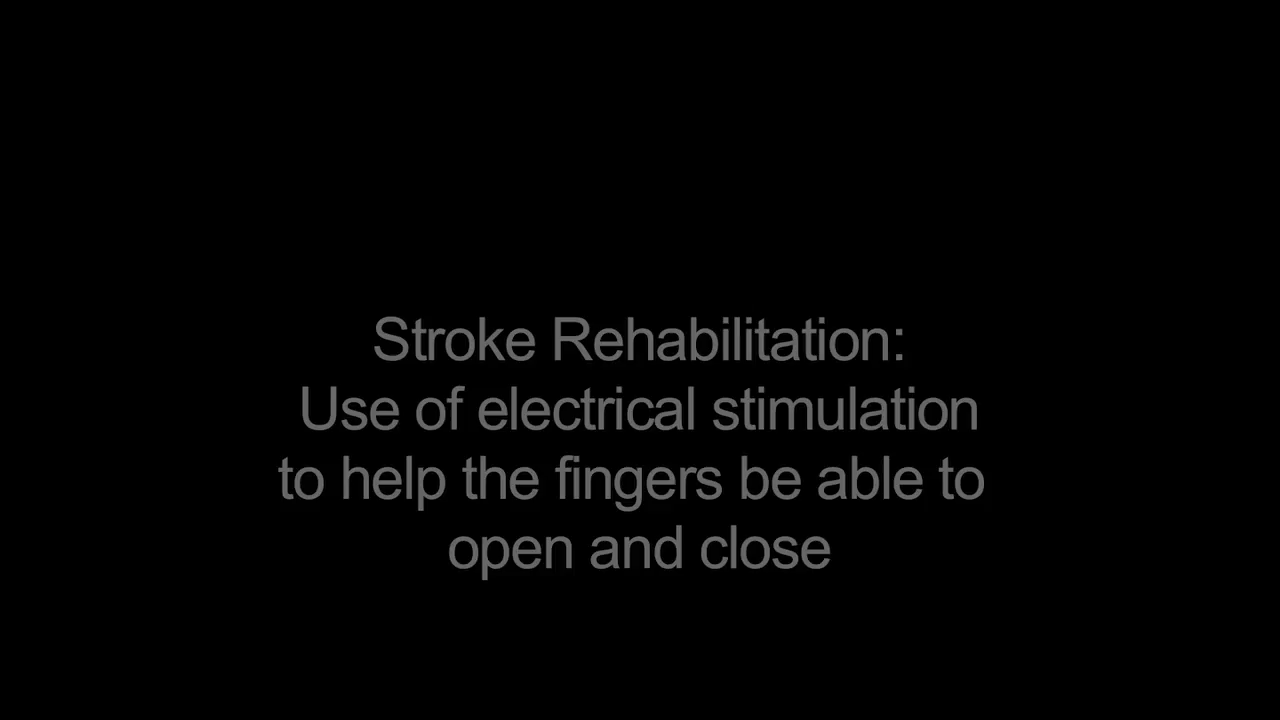 Stroke Rehabilitation:
Use of electrical stimulation
to help the fingers be able to
open and close